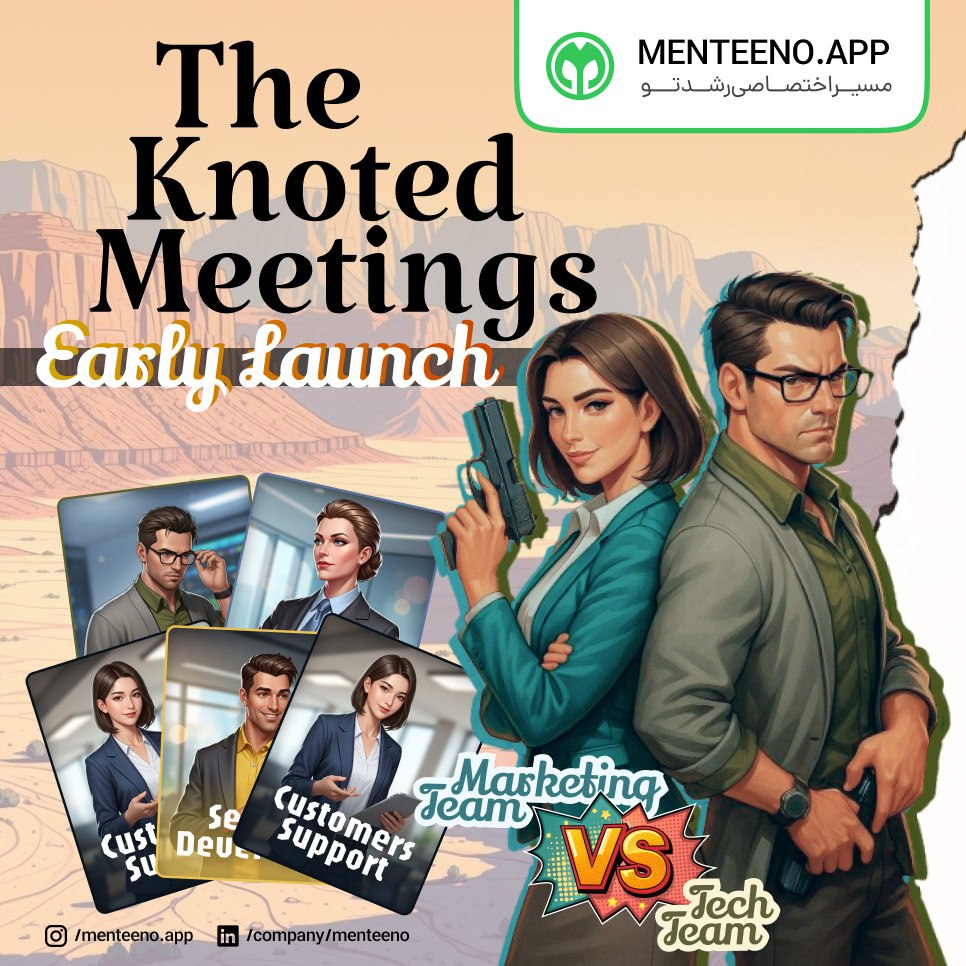 MENTEENO.APP
مسیر اختصاصی رشد تو
The
Knoted
Meetings
Early Launch
Customers
Support
Marketing
Team
VS
Tech
Team
/menteeno.app
/company/menteeno